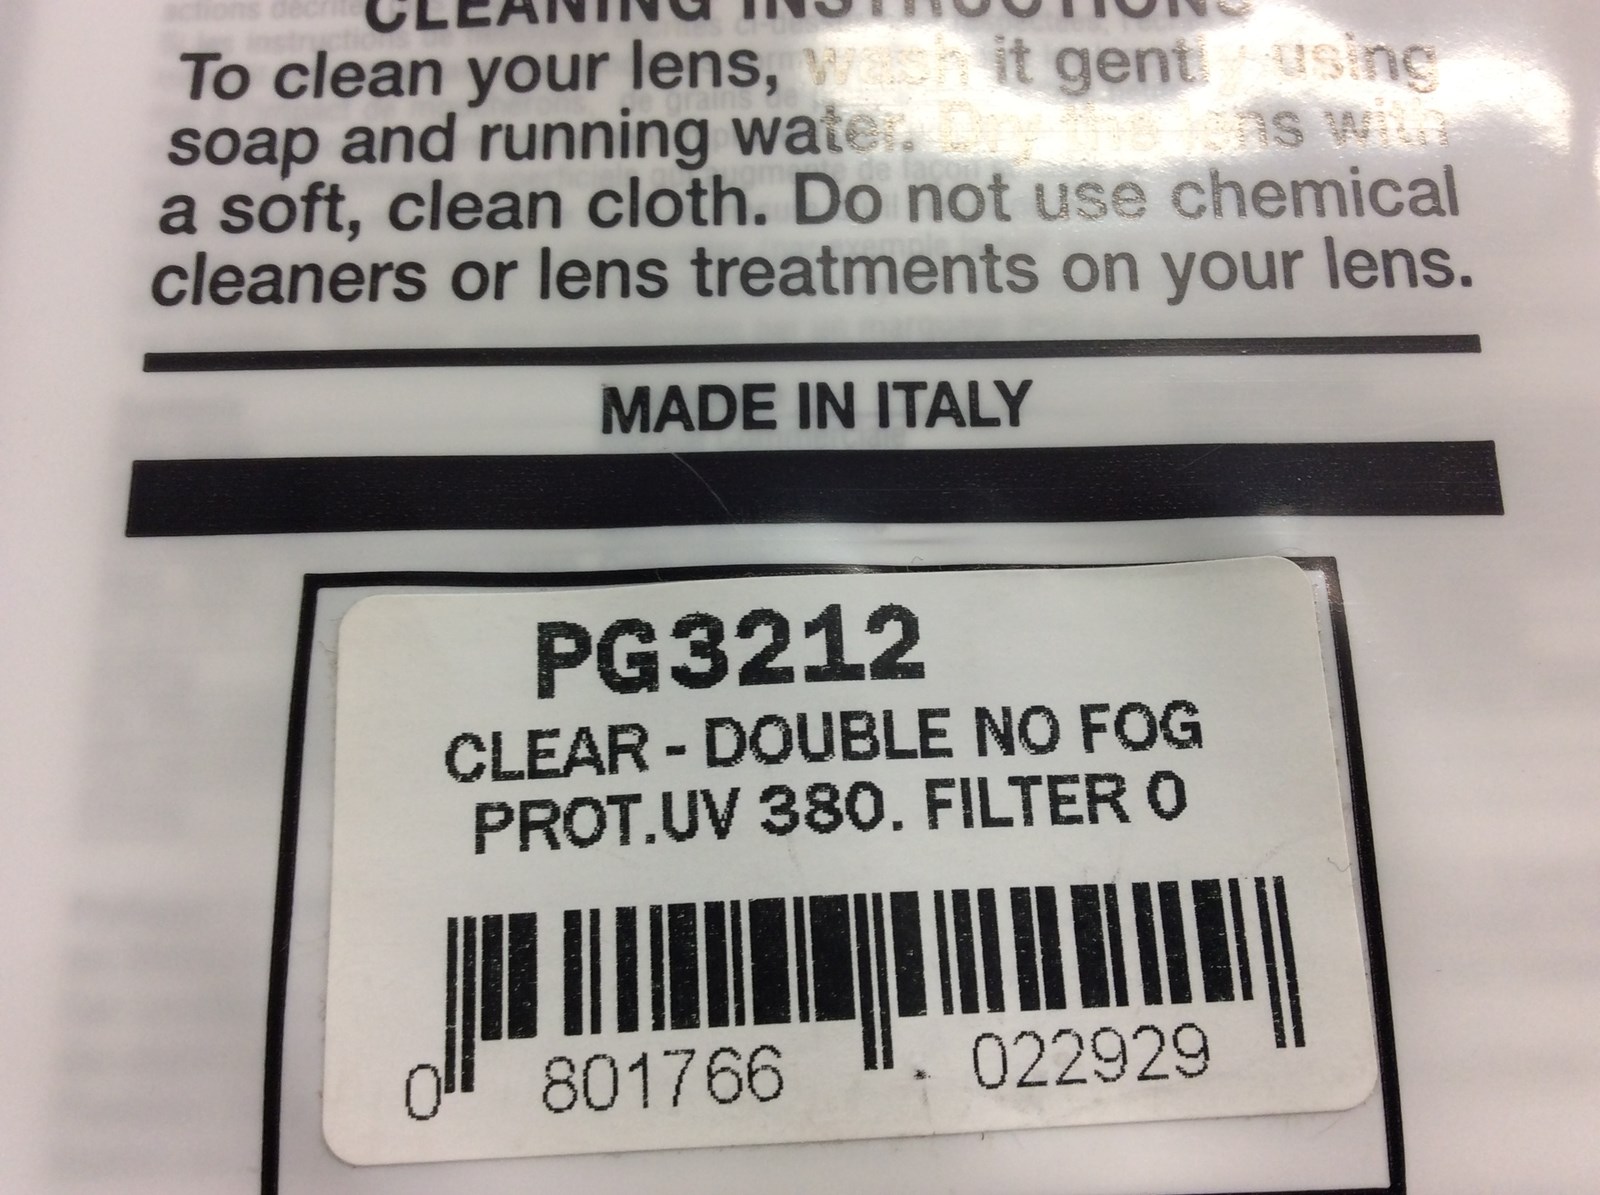 CLEANING INSTRUCTIONS
To clean your lens, wash it gently using
soap and running water. Dry the lens with
a soft, clean cloth. Do not use chemical
cleaners or lens treatments on your lens.
MADE IN ITALY
PG3212
CLEAR - DOUBLE NO FOG
PROT.UV 380. FILTER 0
0 801766 022929